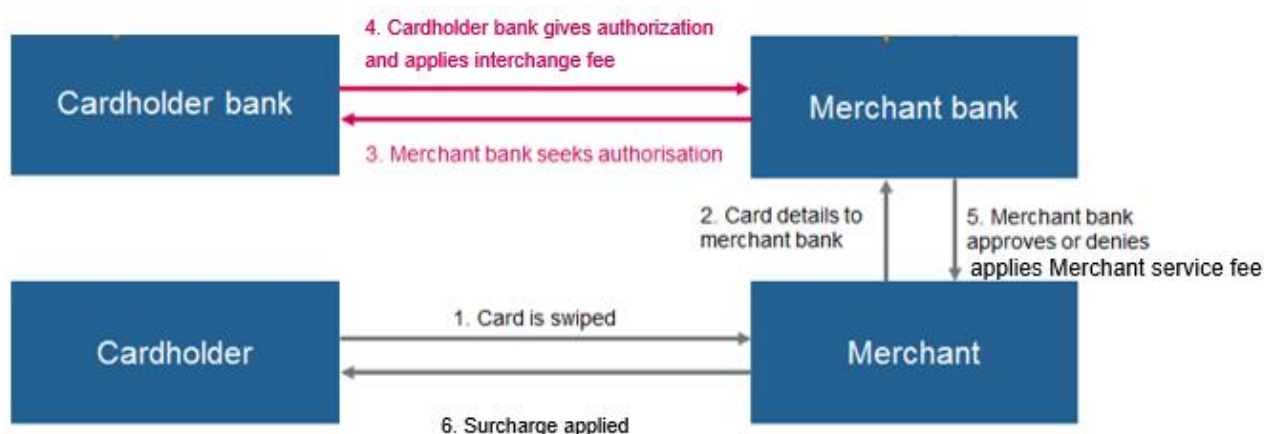 4. Cardholder bank gives authorization
and applies interchange fee
Cardholder bank
Merchant bank
3. Merchant bank seeks authorisation
2. Card details to
merchant bank
5. Merchant bank
approves or denies
applies Merchant service fee
1. Card is swiped
Cardholder
Merchant
6. Surcharge applied